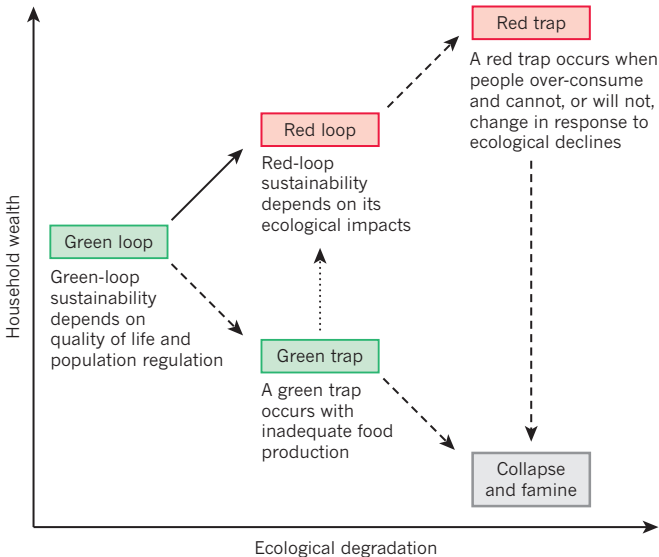 Red trap
A red trap occurs when
people over-consume
and cannot, or will not,
change in response to
ecological declines
Red loop
Red-loop
sustainability
depends on its
ecological impacts
Green loop
Green-loop
sustainability
depends on
quality of life and
population regulation
Green trap
A green trap
occurs with
inadequate food
production
Collapse
and famine
Household wealth
Ecological degradation